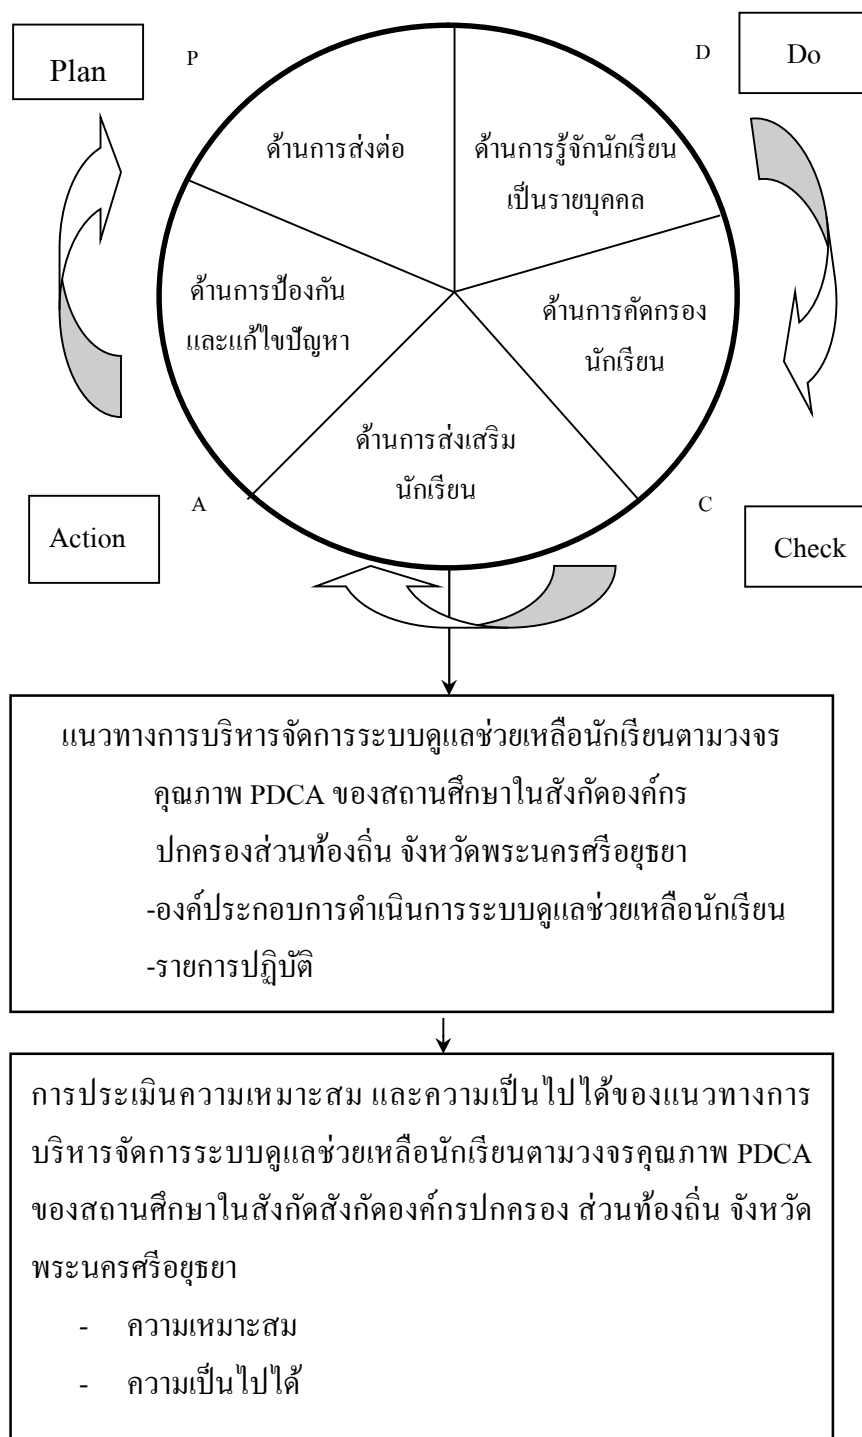 Plan
P
D
Do
ด้านการส่งต่อ
ด้านการรู้จักนักเรียน
เป็นรายบุคคล
ด้านการป้องกัน
และแก้ไขปัญหา
ด้านการคัดกรอง
นักเรียน
ด้านการส่งเสริม
นักเรียน
Action
A
C
Check
แนวทางการบริหารจัดการระบบดูแลช่วยเหลือนักเรียนตามวงจร
คุณภาพ PDCA ของสถานศึกษาในสังกัดองค์กร
ปกครองส่วนท้องถิ่น จังหวัดพระนครศรีอยุธยา
-องค์ประกอบการดำเนินการระบบดูแลช่วยเหลือนักเรียน
-รายการปฏิบัติ
การประเมินความเหมาะสม และความเป็นไปได้ของแนวทางการ
บริหารจัดการระบบดูแลช่วยเหลือนักเรียนตามวงจรคุณภาพ PDCA
ของสถานศึกษาในสังกัดสังกัดองค์กรปกครอง ส่วนท้องถิ่น จังหวัด
พระนครศรีอยุธยา
- ความเหมาะสม
- ความเป็นไปได้